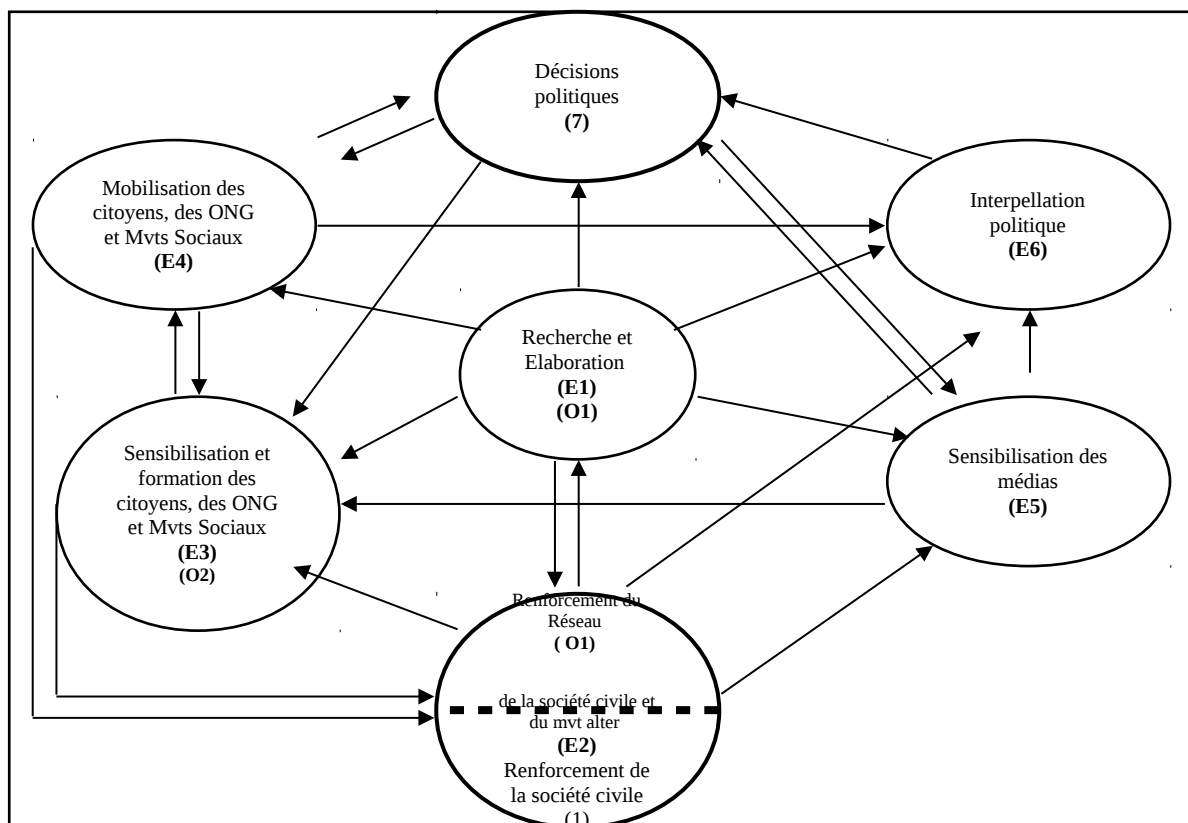 Décisions
politiques
(7)
Mobilisation des
citoyens, des ONG
et Mvts Sociaux
(E4)
Interpellation
politique
(E6)
Recherche et
Elaboration
(E1)
(O1)
Sensibilisation et
formation des
citoyens, des ONG
et Mvts Sociaux
(E3)
(O2)
Sensibilisation des
médias
(E5)
Renforcement du
Réseau
( O1)
de la société civile et
du mvt alter
(E2)
Renforcement de
la société civile
(1)